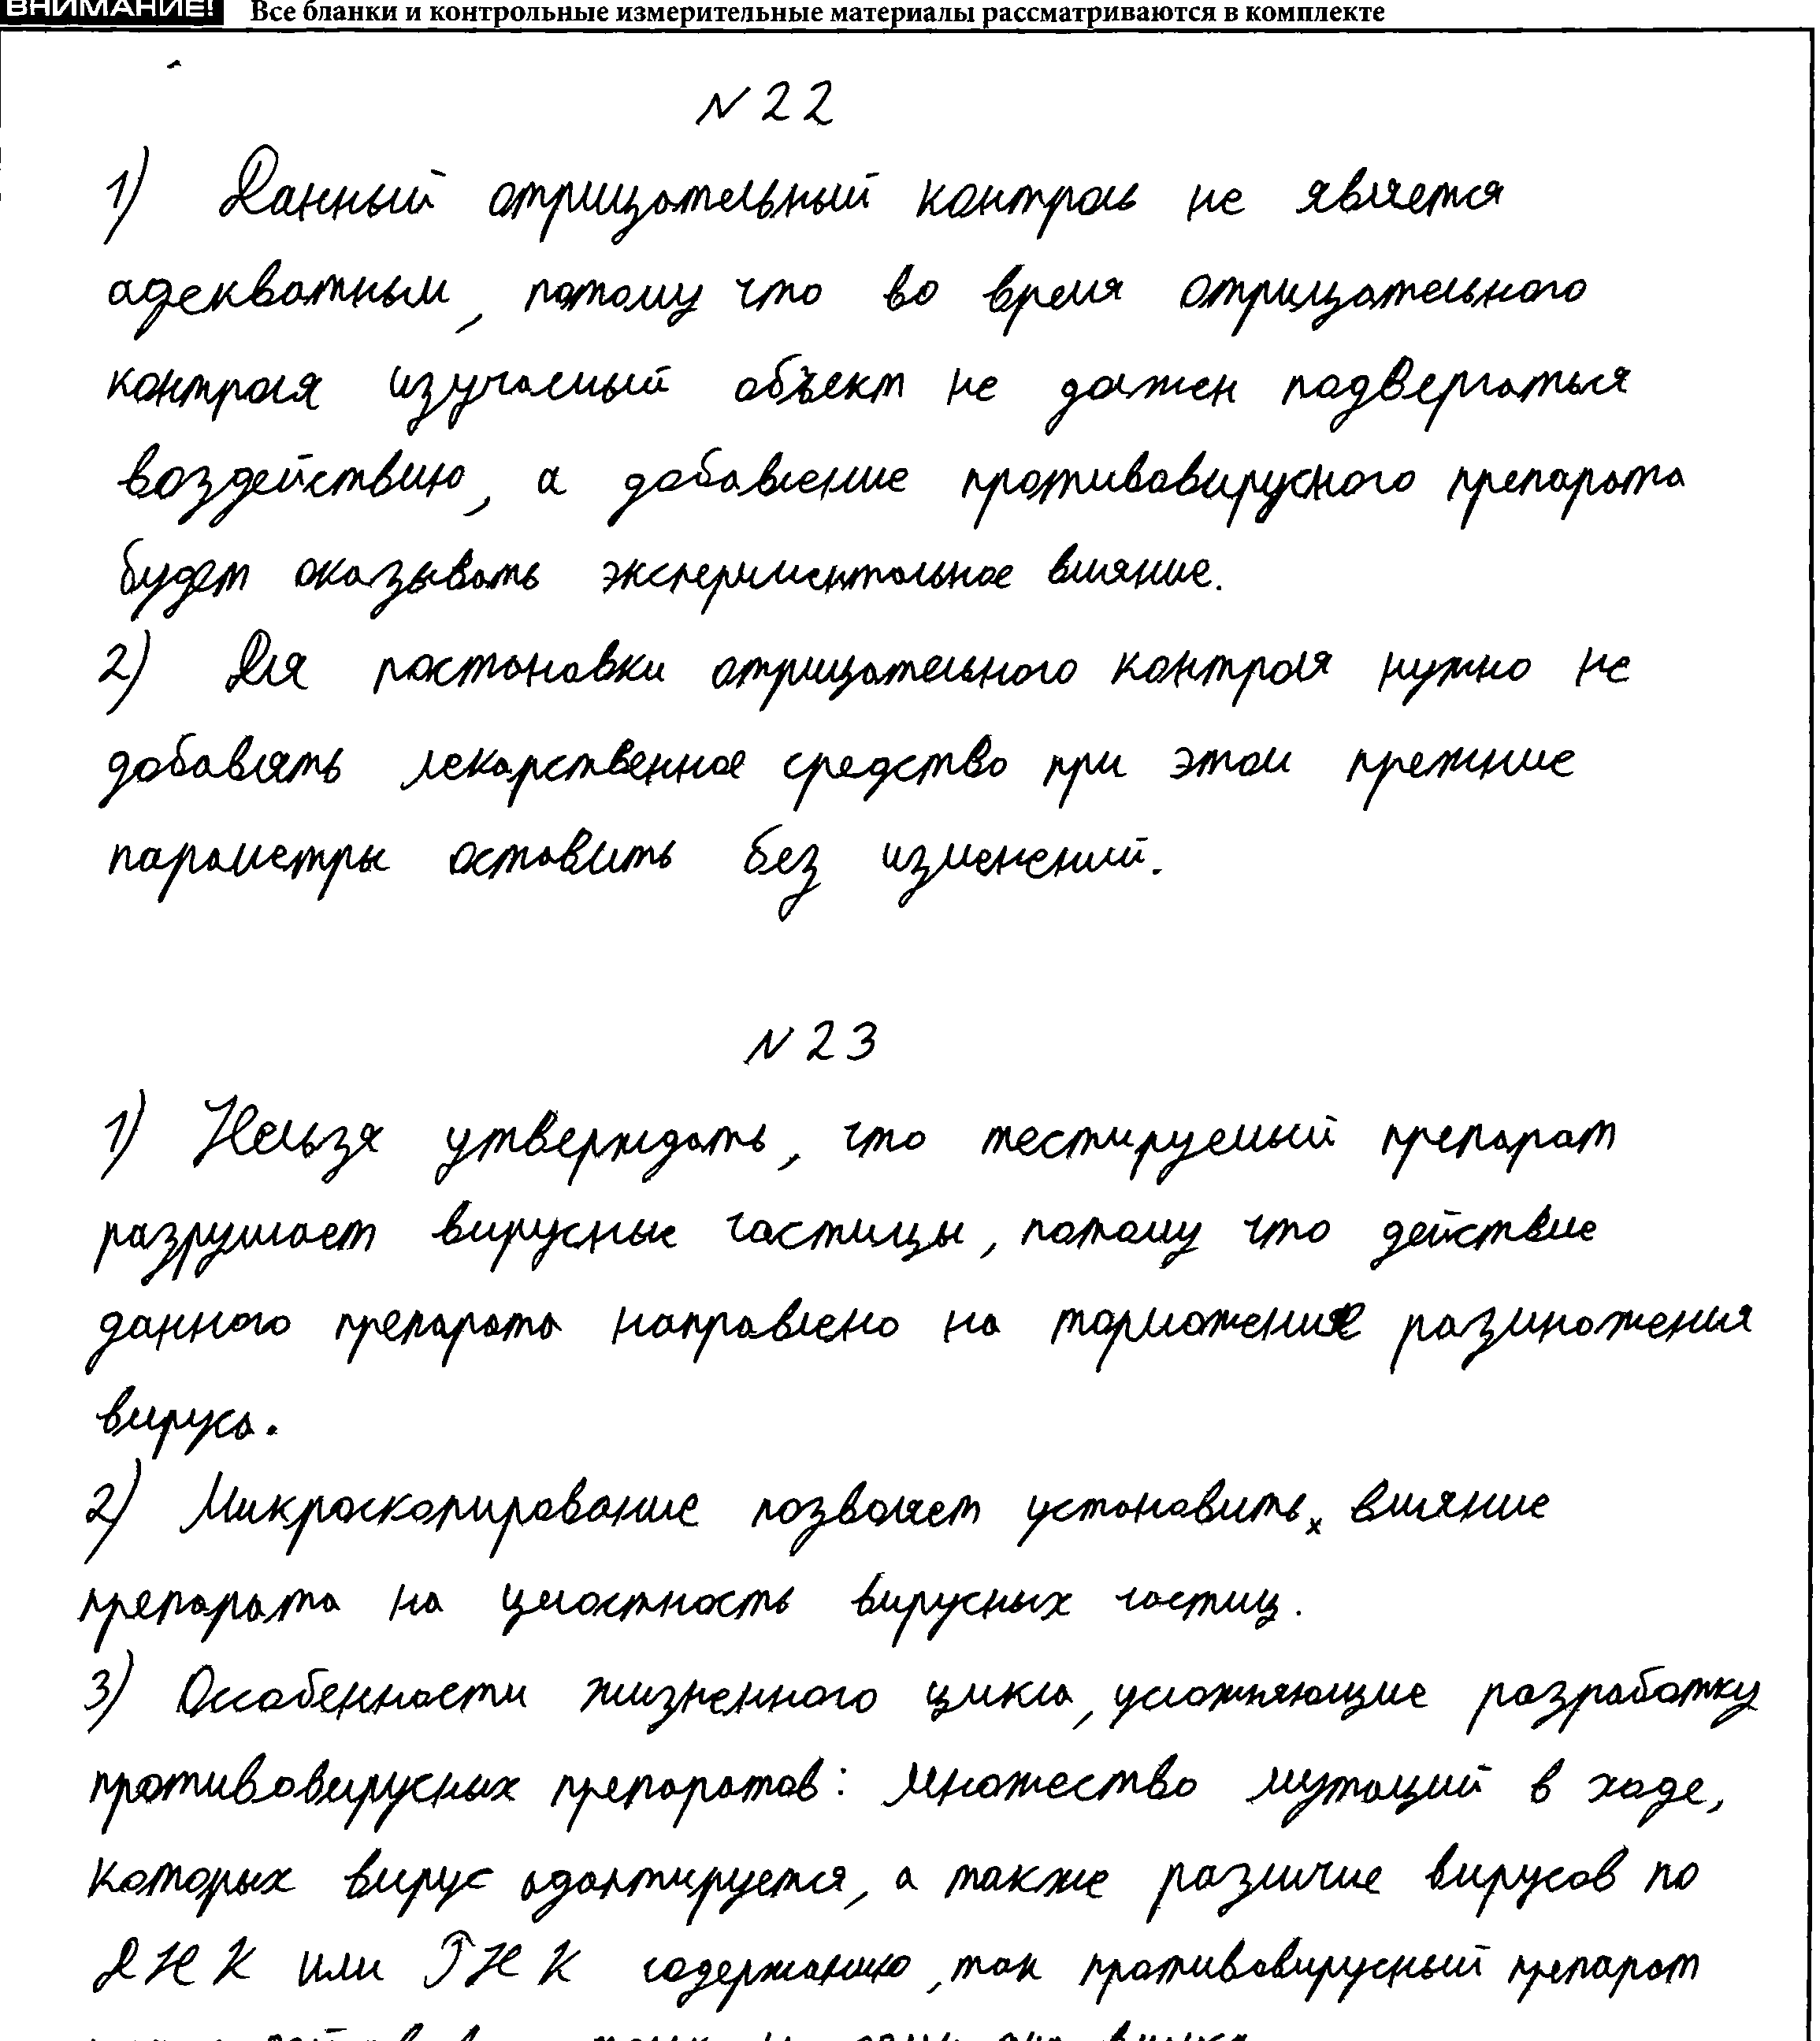 ВНИМАНИЕ! Все бланки и контрольные измерительные материалы рассматриваются в комплекте
№22
1) Данный отрицательный контроль не является
адекватным, потому что во время отрицательного
контроля изучаемый объект не должен подвергаться
воздействию, а добавление противовирусного препарата
будет оказывать экспериментальное влияние.
2) Для постановки отрицательного контроля нужно не
добавлять лекарственное средство при этом прежние
параметры оставить без изменений.
№23
1) Нельзя утверждать, что тестируемый препарат
разрушает вирусные частицы, потому что действие
данного препарата направлено на торможение размножения
вируса.
2) Микроскопирование позволяет установить влияние
препарата на целостность вирусных частиц.
3) Особенности жизненного цикла, усложняющие разработку
противовирусных препаратов: множество мутаций в ходе,
которых вирус адаптируется, а также различие вирусов по
ДНК или РНК содержанию, так противовирусный препарат